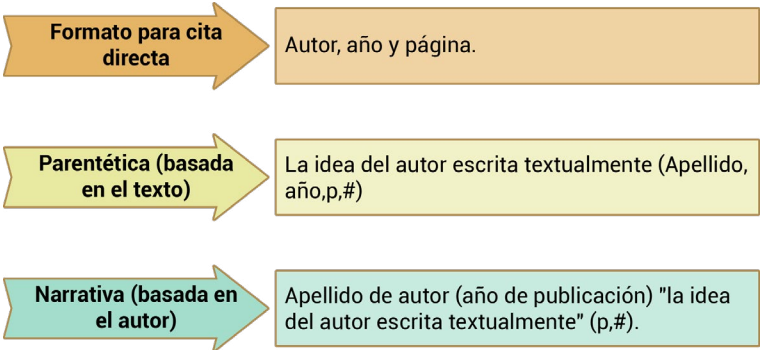 Formato para cita
directa
Autor, año y página.
Parentética (basada
en el texto)
La idea del autor escrita textualmente (Apellido,
año,p,#)
Narrativa (basada en
el autor)
Apellido de autor (año de publicación) "la idea
del autor escrita textualmente" (p,#).